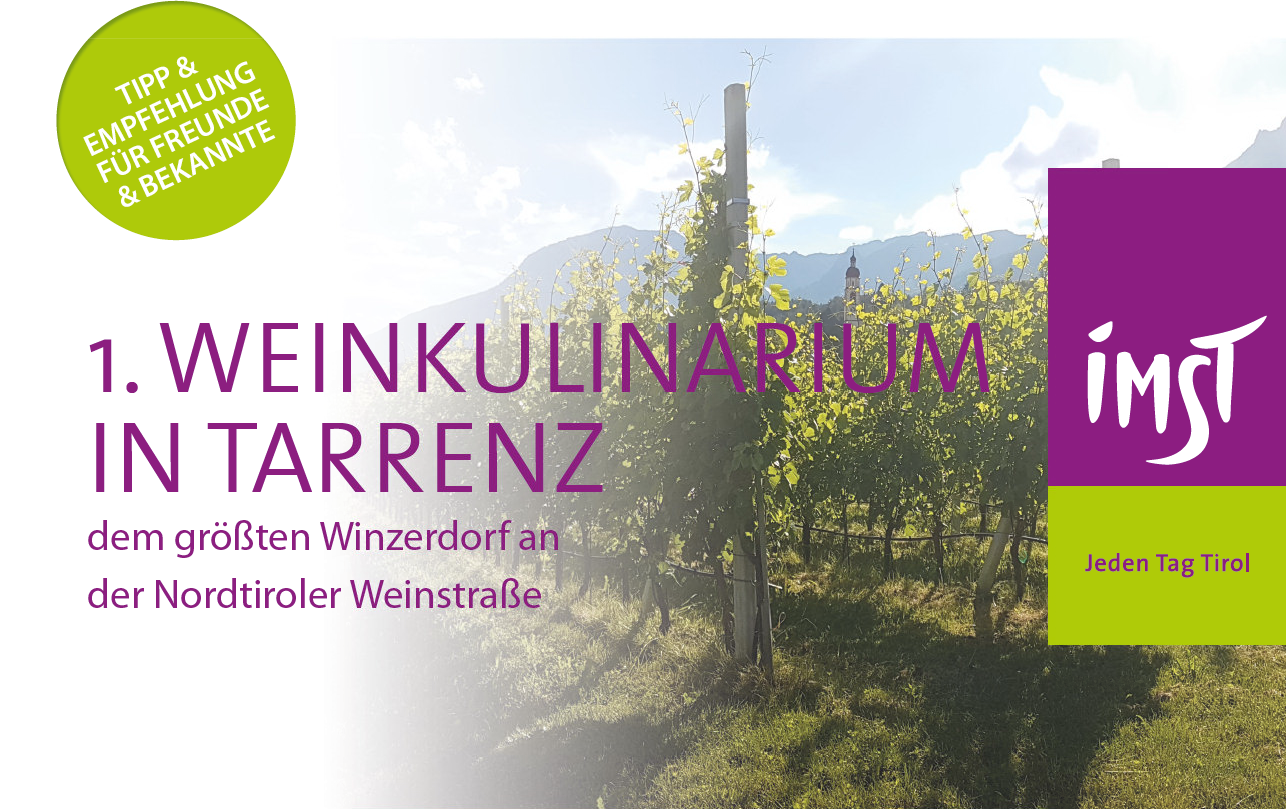 TIPP &
EMPFEHLUNG
FÜR FREUNDE
& BEKANNTE
1. WEINKULINARIUM
IN TARRENZ
dem größten Winzerdorf an
der Nordtiroler Weinstraße
iMST
Jeden Tag Tirol